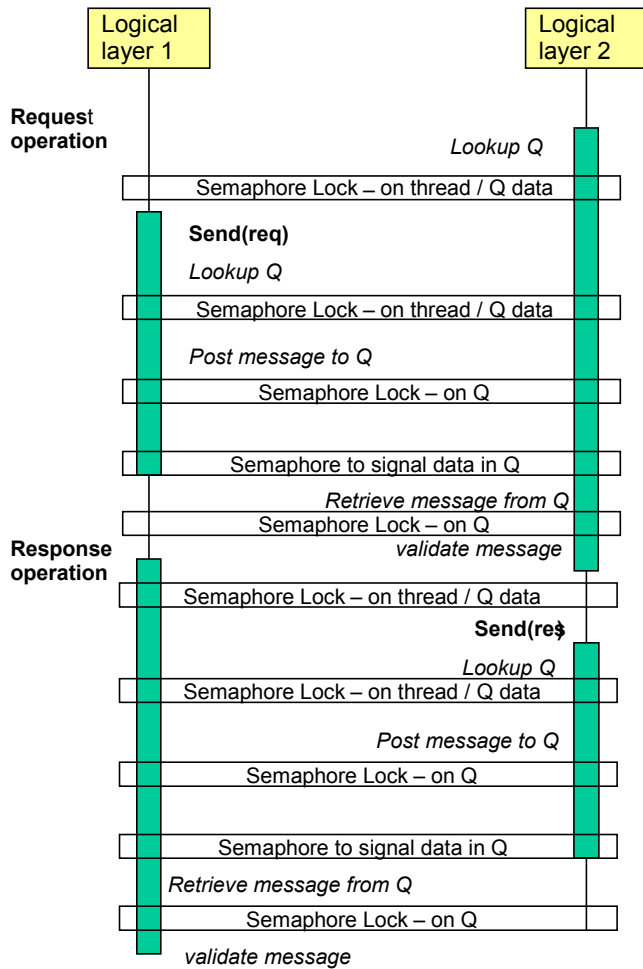 Logical
layer 1
Logical
layer 2
Request
operation
Lookup Q
Semaphore Lock – on thread / Q data
Send(req)
Lookup Q
Semaphore Lock – on thread / Q data
Post message to Q
Semaphore Lock – on Q
Semaphore to signal data in Q
Retrieve message from Q
Semaphore Lock – on Q
Response
operation
validate message
Semaphore Lock – on thread / Q data
Send(res)
Lookup Q
Semaphore Lock – on thread / Q data
Post message to Q
Semaphore Lock – on Q
Semaphore to signal data in Q
Retrieve message from Q
Semaphore Lock – on Q
validate message